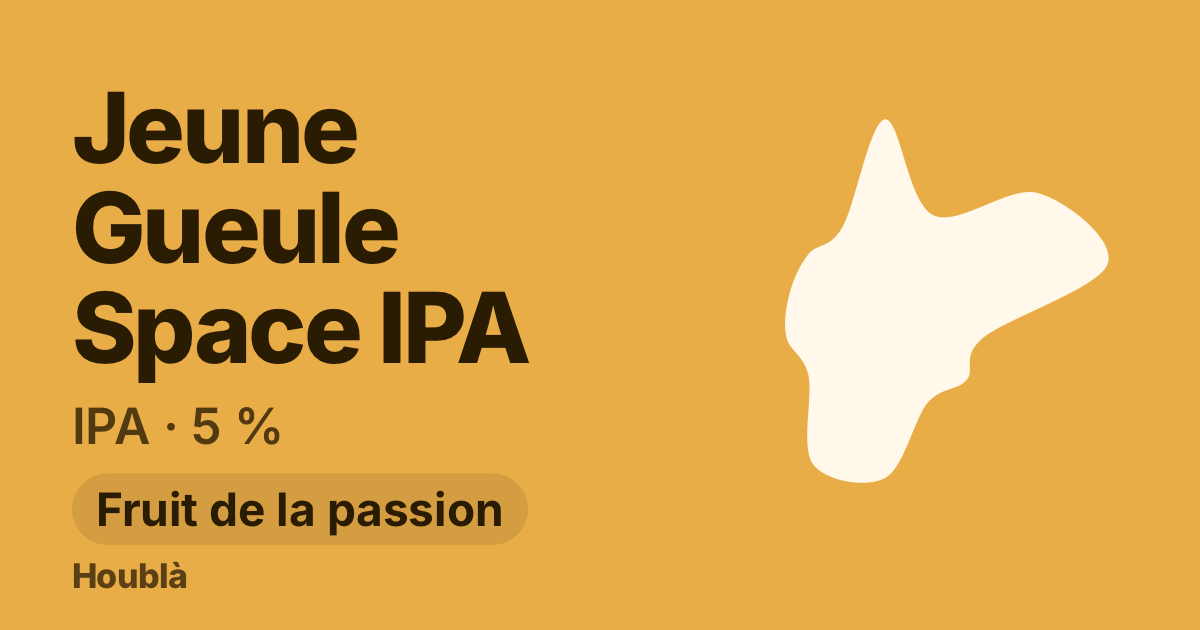 Jeune
Gueule
Space IPA
IPA · 5 %
Fruit de la passion
Houblà